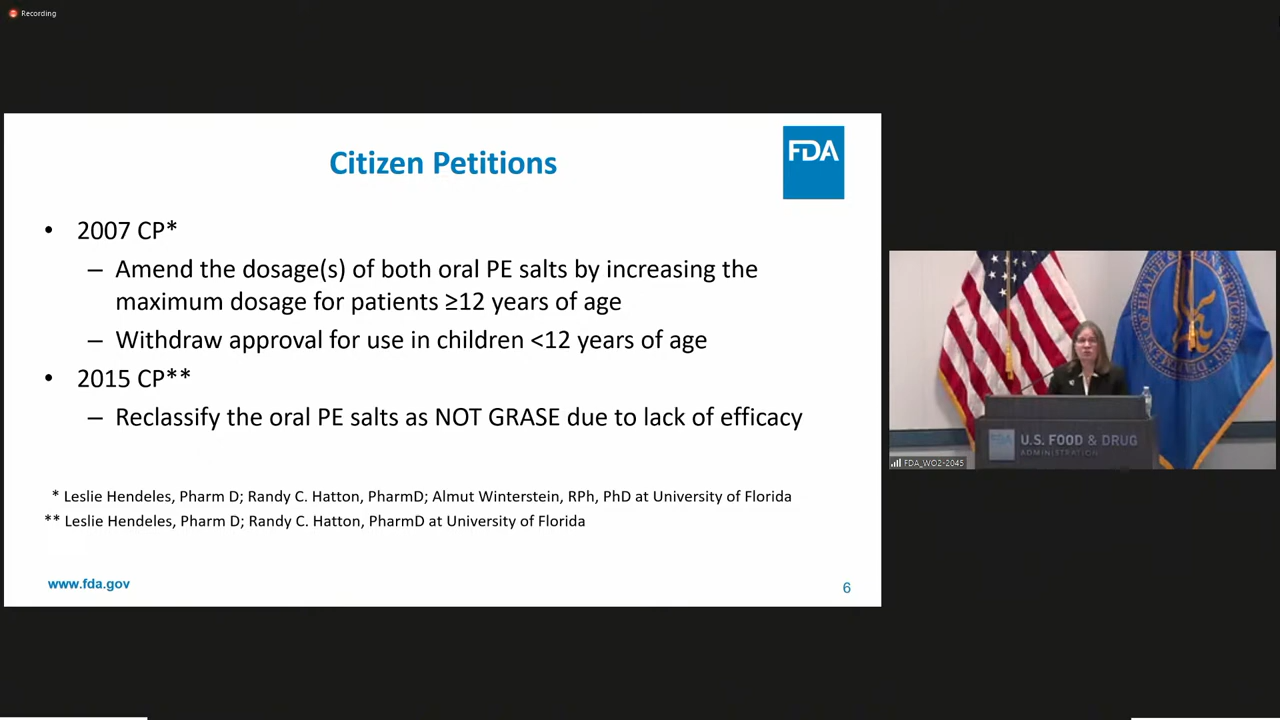 Recording
Citizen Petitions
FDA
• 2007 CP*
– Amend the dosage(s) of both oral PE salts by increasing the
maximum dosage for patients ≥12 years of age
– Withdraw approval for use in children <12 years of age
• 2015 CP**
– Reclassify the oral PE salts as NOT GRASE due to lack of efficacy
* Leslie Hendeles, Pharm D; Randy C. Hatton, PharmD; Almut Winterstein, RPh, PhD at University of Florida
** Leslie Hendeles, Pharm D; Randy C. Hatton, PharmD at University of Florida
www.fda.gov
6
U.S. FOOD & DRUG
ADMINISTRATION
FDA_WO2-2045